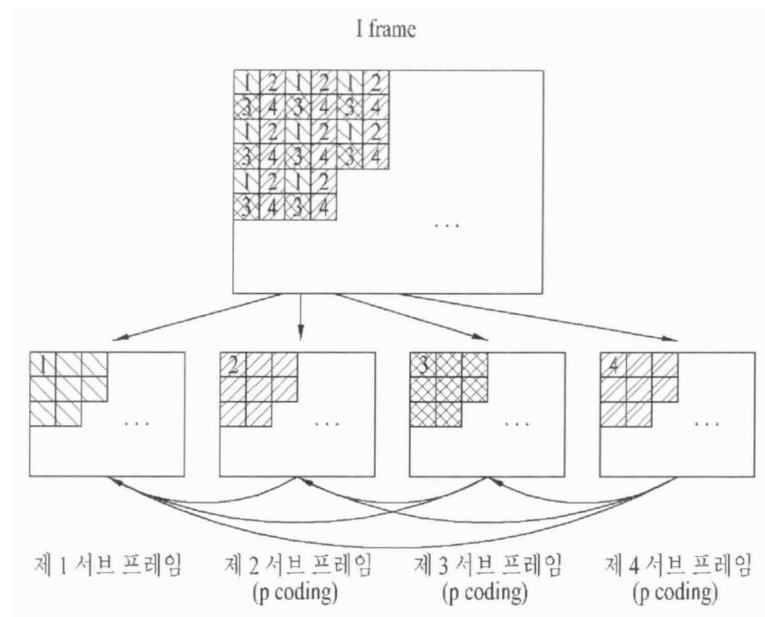 I frame
1 2 1 2 1 2
3 4 3 4 3 4
1 2 1 2 1 2
3 4 3 4 3 4
1 2 1 2
3 4 3 4
...
1 2 3 4
... ... ... ...
제 1 서브 프레임 제 2 서브 프레임 제 3 서브 프레임 제 4 서브 프레임
(p coding) (p coding) (p coding)